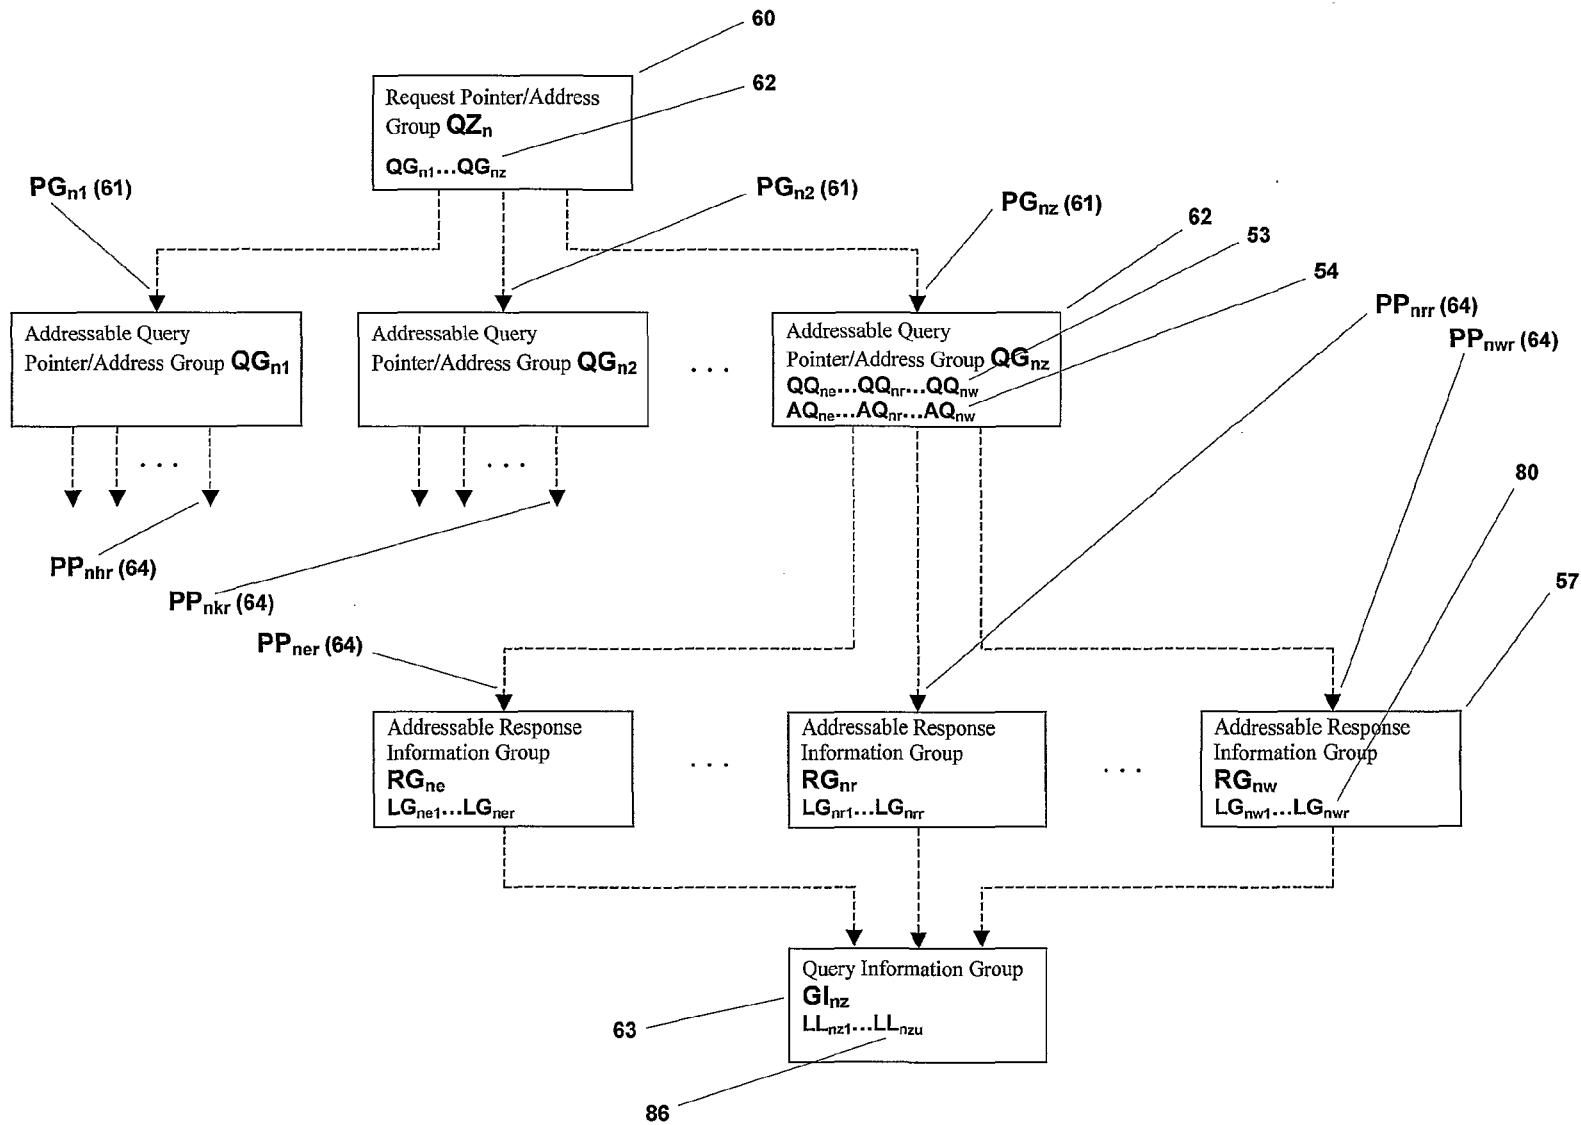 60
Request Pointer/Address
Group QZn
QGn1...QGnz
62
PGn1 (61)
PGn2 (61)
PGnz (61)
62
53
54
PPnrr (64)
PPnwr (64)
Addressable Query
Pointer/Address Group QGn1
Addressable Query
Pointer/Address Group QGn2
. . .
Addressable Query
Pointer/Address Group QGnz
QQne...QQnr...QQnw
AQne...AQnr...AQnw
. . .
. . .
80
PPnhr (64)
PPnkr (64)
PPner (64)
57
Addressable Response
Information Group
RGne
LGne1...LGner
. . .
Addressable Response
Information Group
RGnr
LGnr1...LGnrr
. . .
Addressable Response
Information Group
RGnw
LGnw1...LGnwr
Query Information Group
GInz
LLnz1...LLnzu
63
86